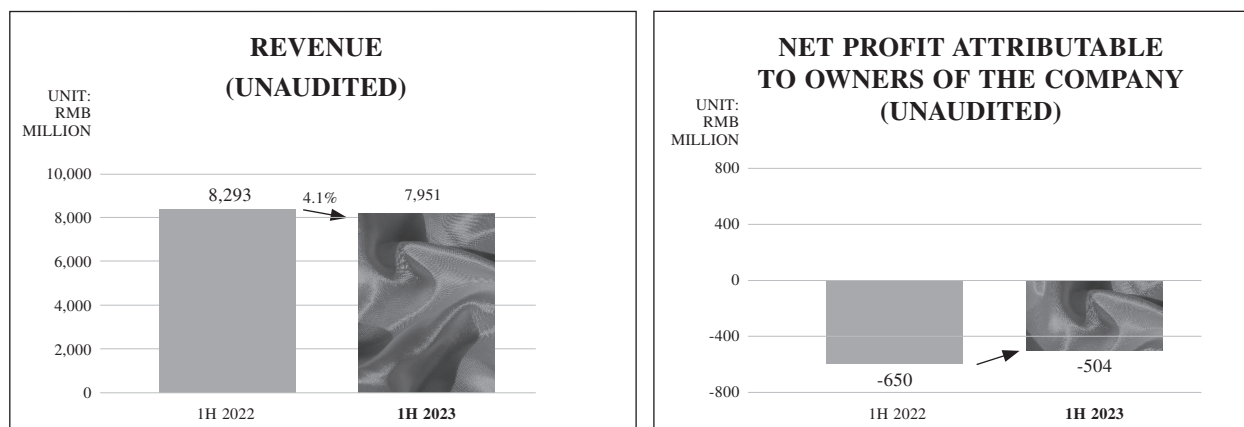 REVENUE
(UNAUDITED)
UNIT:
RMB
MILLION
10,000
8,000
6,000
4,000
2,000
0
8,293
4.1%
7,951
1H 2022
1H 2023
NET PROFIT ATTRIBUTABLE
TO OWNERS OF THE COMPANY
(UNAUDITED)
UNIT:
RMB
MILLION
800
400
0
-400
-800
-650
-504
1H 2022
1H 2023